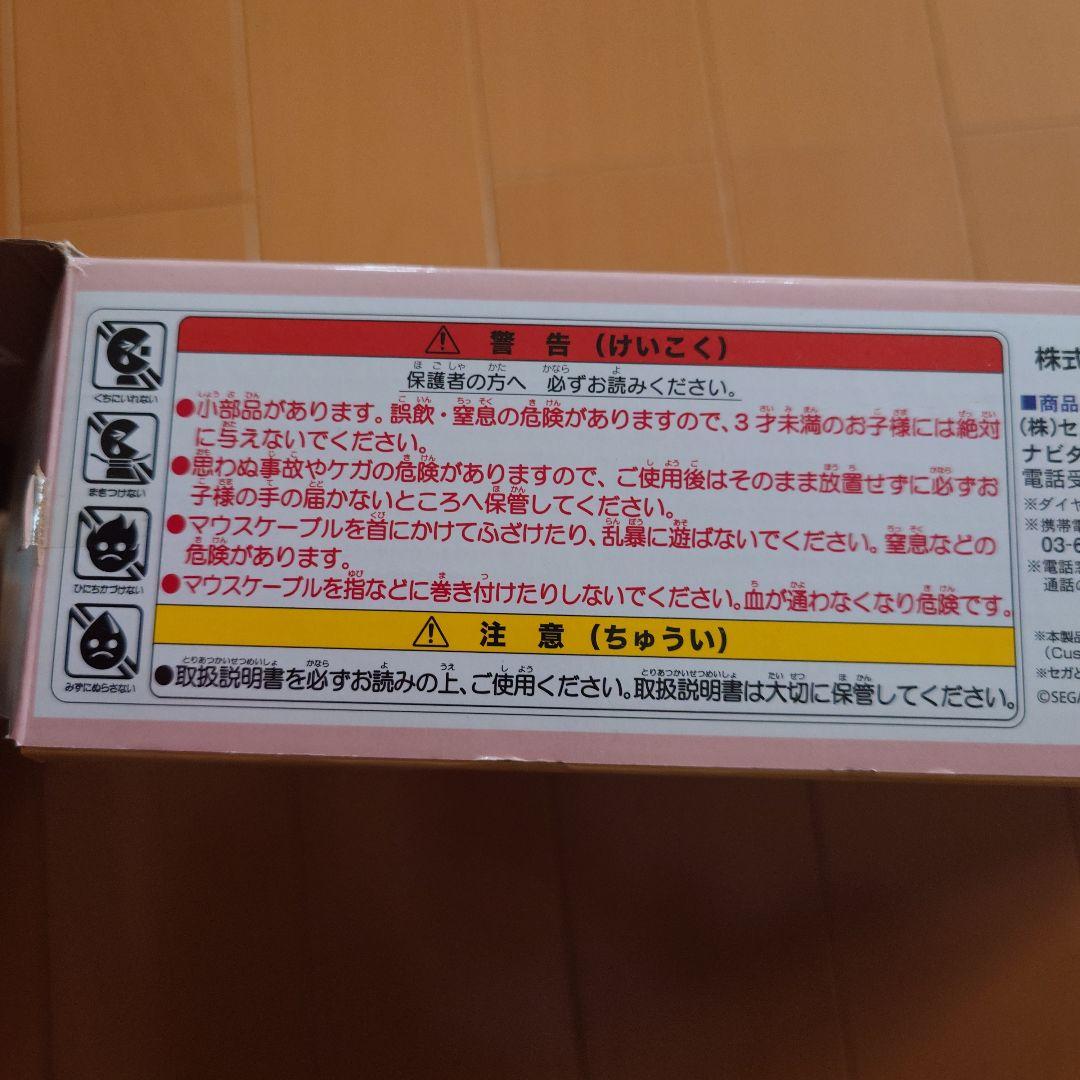 ⚠ 警告(けいこく)
保護者の方へ 必ずお読みください。
●小部品があります。誤飲・窒息の危険がありますので、3才未満のお子様には絶対
に与えないでください。
●思わぬ事故やケガの危険がありますので、ご使用後はそのまま放置せずに必ずお
子様の手の届かないところへ保管してください。
●マウスケーブルを首にかけてふざけたり、乱暴に遊ばないでください。窒息などの
危険があります。
●マウスケーブルを指などに巻き付けたりしないでください。血が通わなくなり危険です。
⚠ 注意(ちゅうい)
●取扱説明書を必ずお読みの上、ご使用ください。取扱説明書は大切に保管してください。
くちにいれない
まきつけない
ひにちかづけない
みずにぬらさない
株式
■商品
(株)セ
ナビダ
電話受
※ダイヤ
※携帯電
03-6
※電話
通話
※本製品
(Cus
※セガと
©SEGA